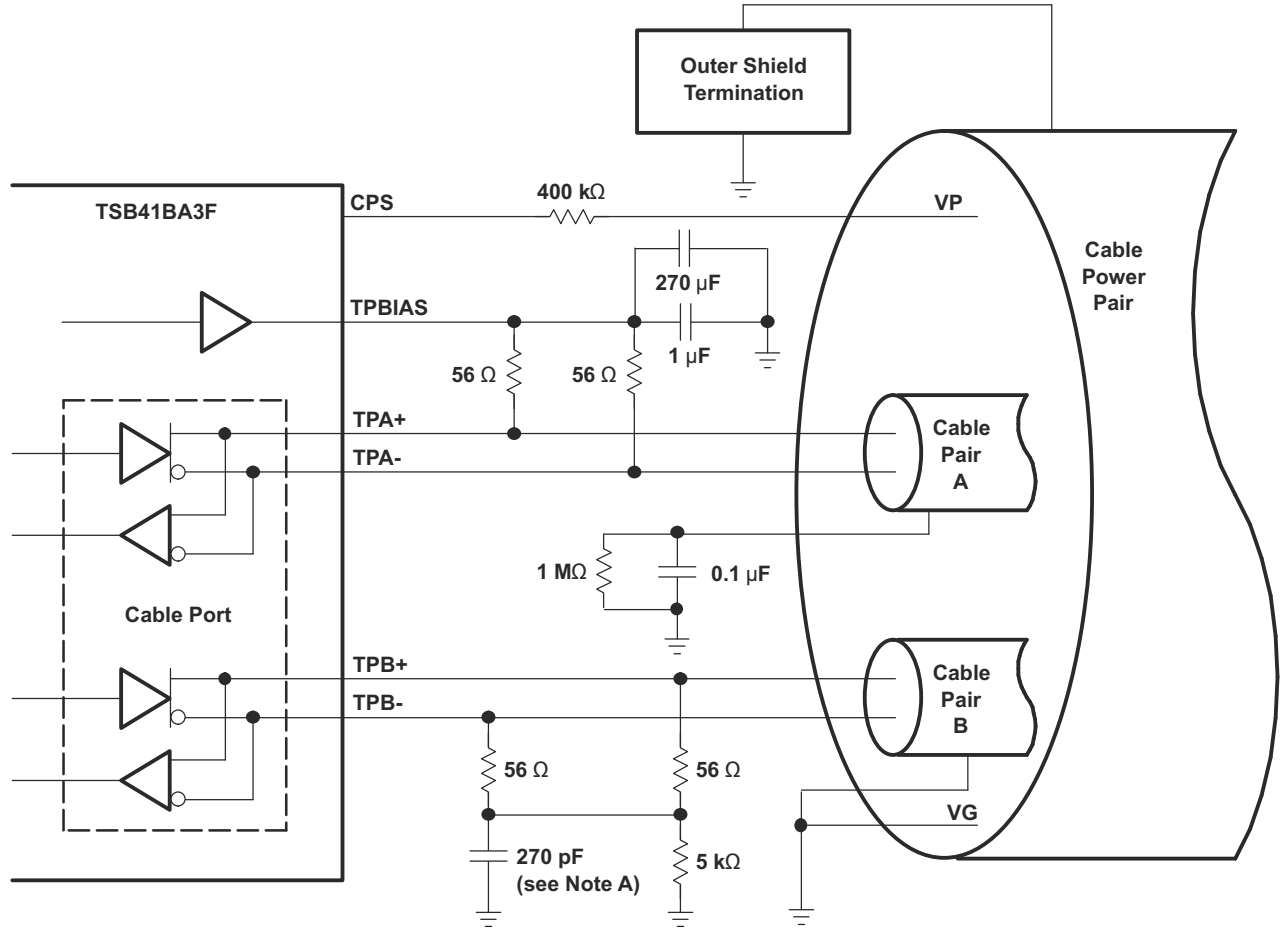 Outer Shield
Termination
TSB41BA3F
CPS
400 kΩ
VP
Cable
Power
Pair
270 µF
TPBIAS
1 µF
56 Ω
56 Ω
TPA+
TPA-
Cable
Pair
A
1 MΩ
0.1 µF
Cable Port
TPB+
TPB-
Cable
Pair
B
56 Ω
56 Ω
VG
270 pF
(see Note A)
5 kΩ